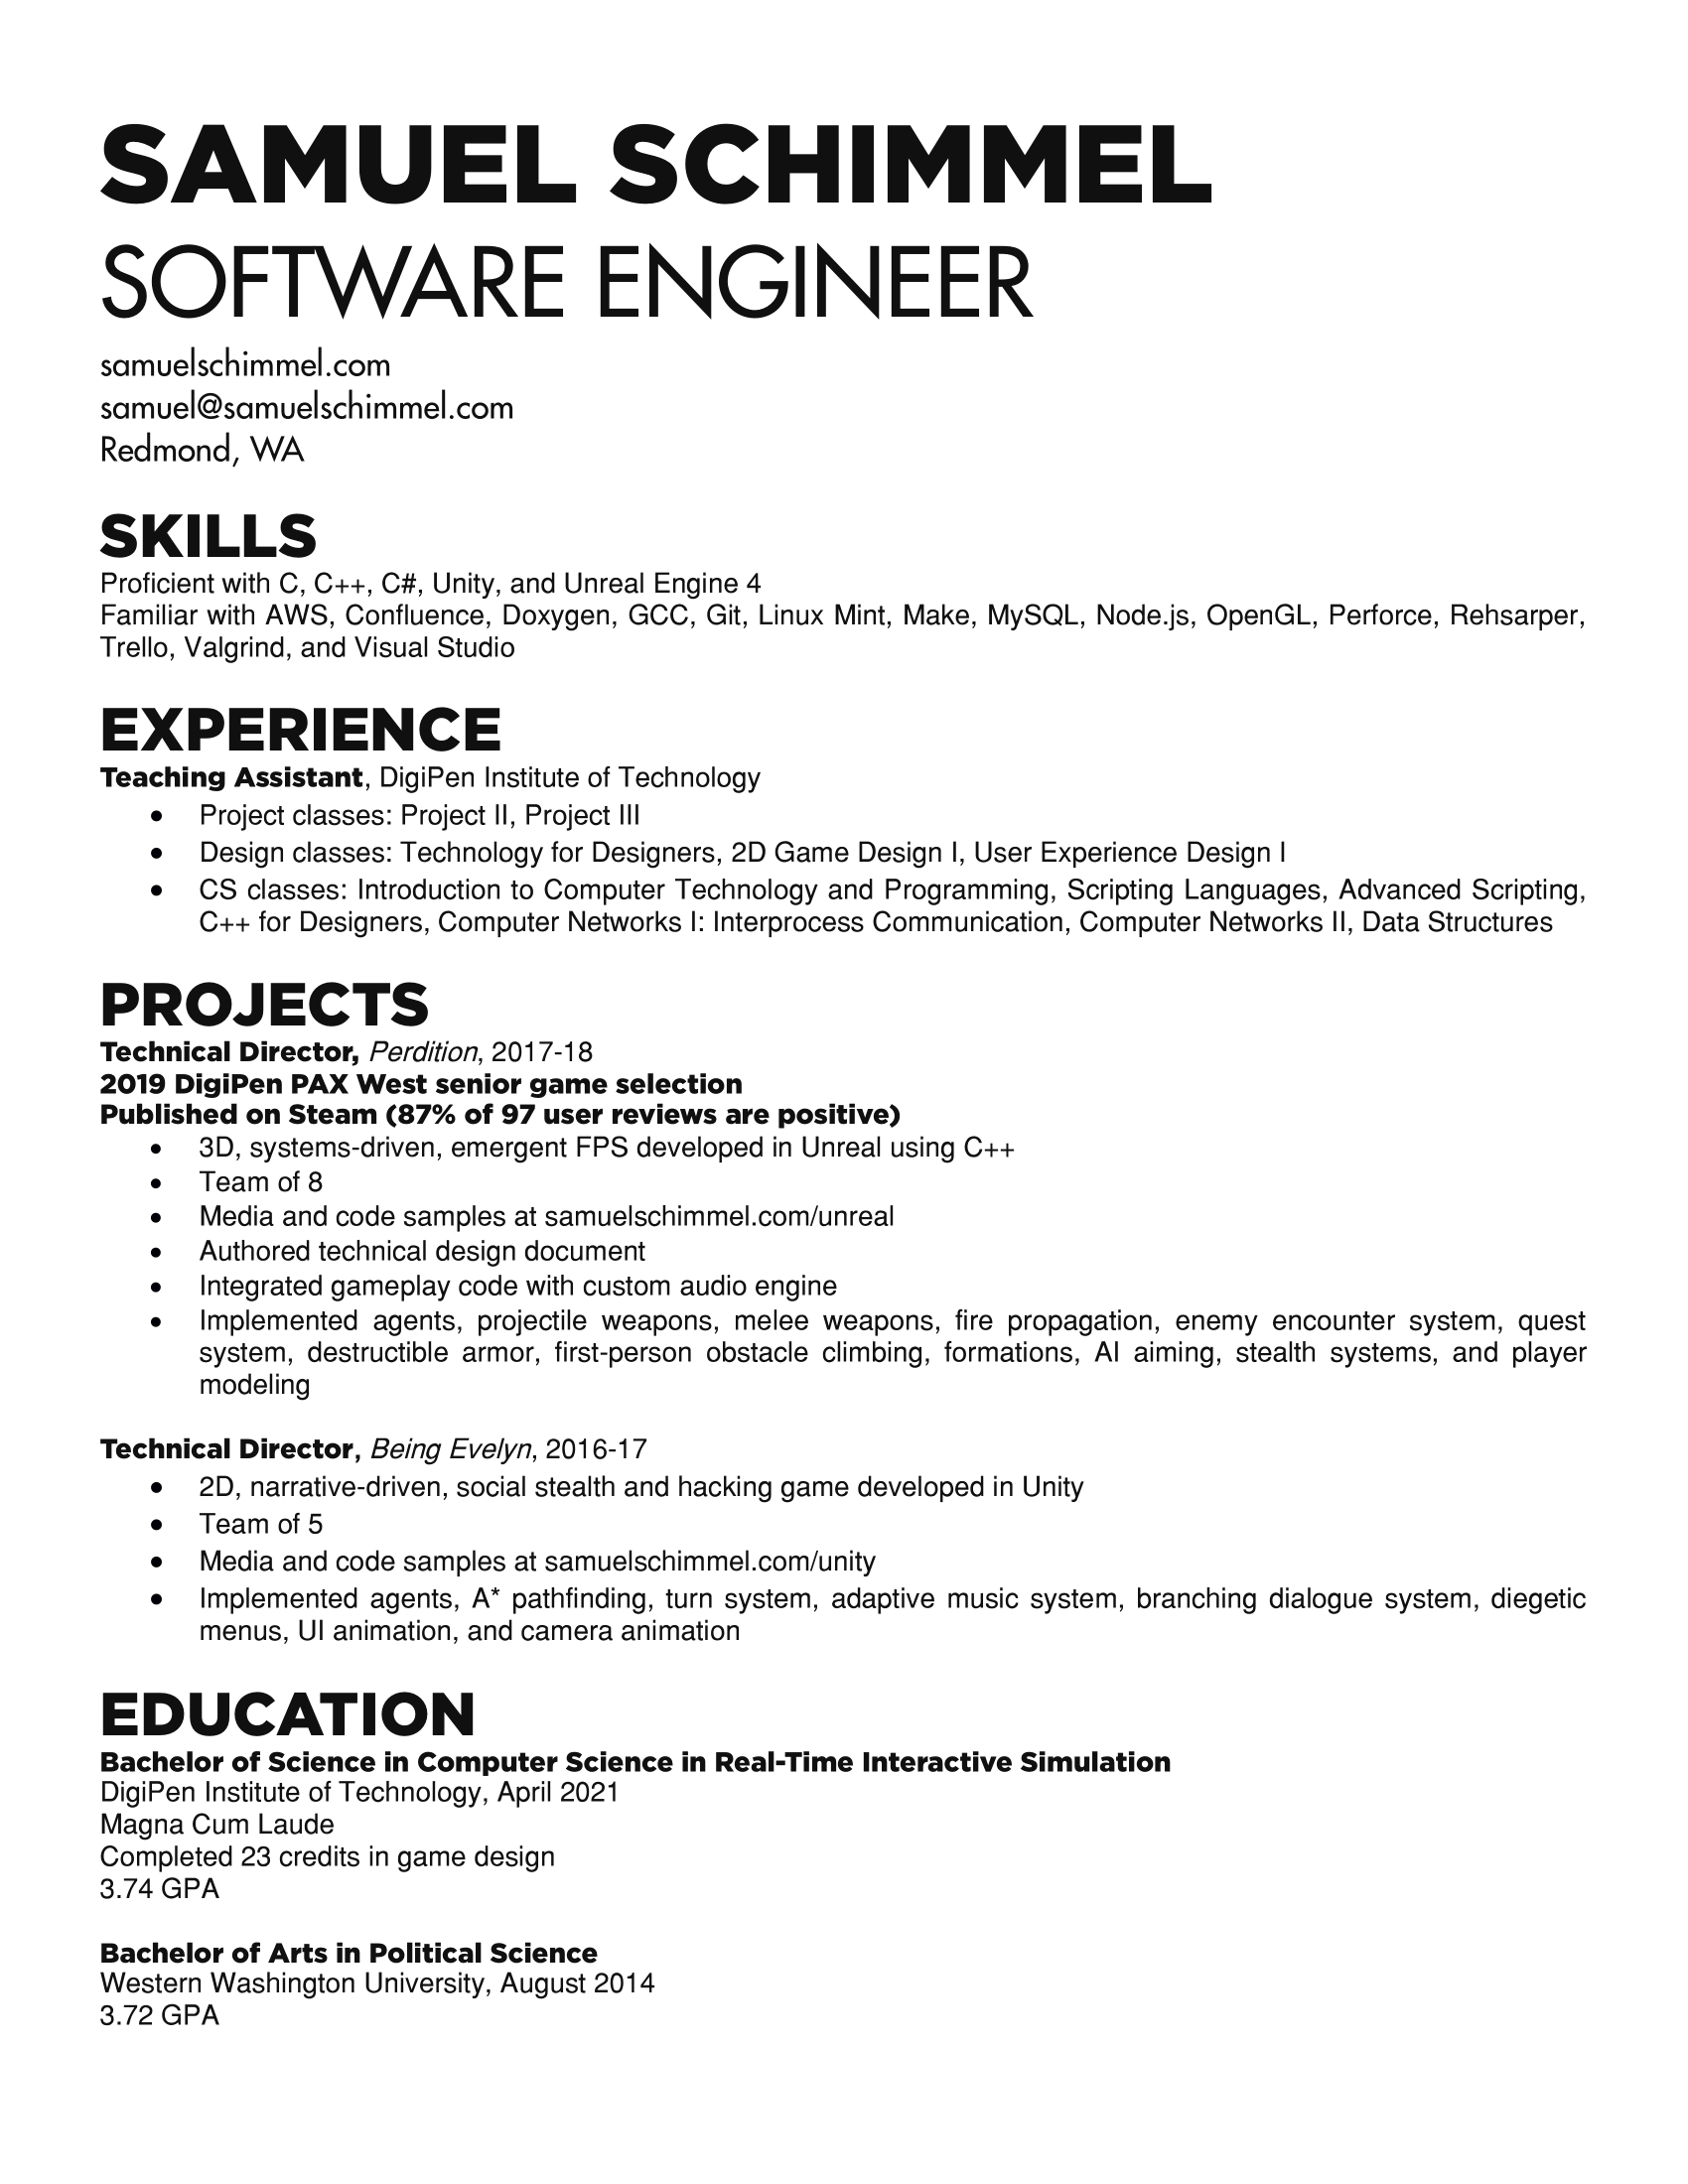 SAMUEL SCHIMMEL
SOFTWARE ENGINEER
samuelschimmel.com
samuel@samuelschimmel.com
Redmond, WA
SKILLS
Proficient with C, C++, C#, Unity, and Unreal Engine 4
Familiar with AWS, Confluence, Doxygen, GCC, Git, Linux Mint, Make, MySQL, Node.js, OpenGL, Perforce, Rehsarper,
Trello, Valgrind, and Visual Studio
EXPERIENCE
Teaching Assistant, DigiPen Institute of Technology
• Project classes: Project II, Project III
• Design classes: Technology for Designers, 2D Game Design I, User Experience Design I
• CS classes: Introduction to Computer Technology and Programming, Scripting Languages, Advanced Scripting,
C++ for Designers, Computer Networks I: Interprocess Communication, Computer Networks II, Data Structures
PROJECTS
Technical Director, Perdition, 2017-18
2019 DigiPen PAX West senior game selection
Published on Steam (87% of 97 user reviews are positive)
• 3D, systems-driven, emergent FPS developed in Unreal using C++
• Team of 8
• Media and code samples at samuelschimmel.com/unreal
• Authored technical design document
• Integrated gameplay code with custom audio engine
• Implemented agents, projectile weapons, melee weapons, fire propagation, enemy encounter system, quest
system, destructible armor, first-person obstacle climbing, formations, AI aiming, stealth systems, and player
modeling
Technical Director, Being Evelyn, 2016-17
• 2D, narrative-driven, social stealth and hacking game developed in Unity
• Team of 5
• Media and code samples at samuelschimmel.com/unity
• Implemented agents, A* pathfinding, turn system, adaptive music system, branching dialogue system, diegetic
menus, UI animation, and camera animation
EDUCATION
Bachelor of Science in Computer Science in Real-Time Interactive Simulation
DigiPen Institute of Technology, April 2021
Magna Cum Laude
Completed 23 credits in game design
3.74 GPA
Bachelor of Arts in Political Science
Western Washington University, August 2014
3.72 GPA